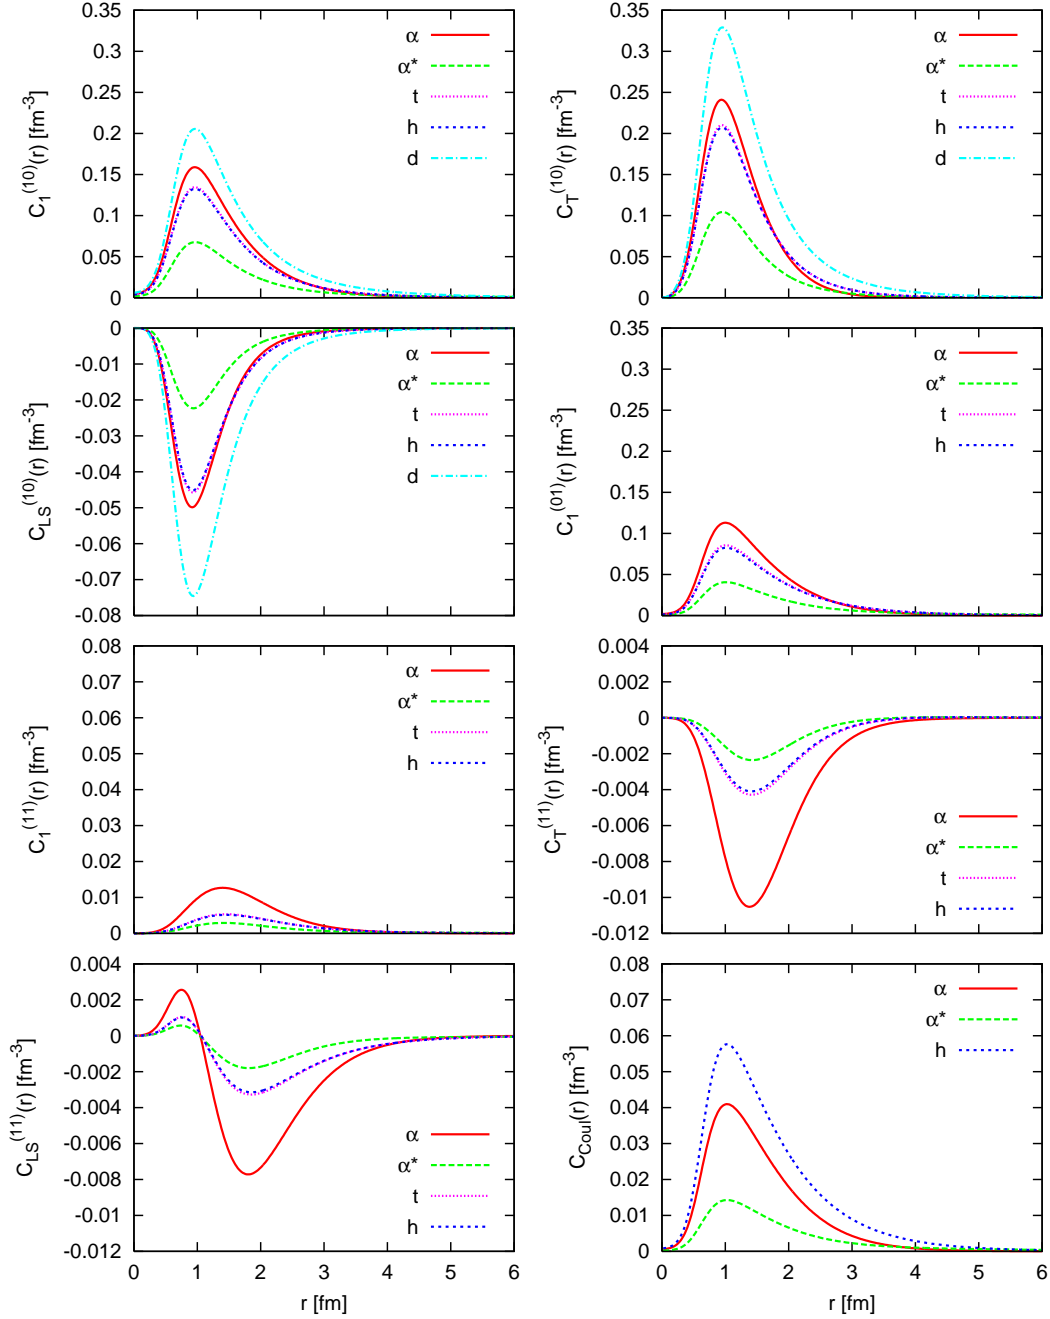 C₁⁽¹⁰⁾(r) [fm⁻³]
0.35
0.3
0.25
0.2
0.15
0.1
0.05
0
α
α*
t
h
d
C_T⁽¹⁰⁾(r) [fm⁻³]
0.35
0.3
0.25
0.2
0.15
0.1
0.05
0
α
α*
t
h
d
C_LS⁽¹⁰⁾(r) [fm⁻³]
0
-0.01
-0.02
-0.03
-0.04
-0.05
-0.06
-0.07
-0.08
α
α*
t
h
d
C₁⁽⁰¹⁾(r) [fm⁻³]
0.35
0.3
0.25
0.2
0.15
0.1
0.05
0
α
α*
t
h
C₁⁽¹¹⁾(r) [fm⁻³]
0.08
0.07
0.06
0.05
0.04
0.03
0.02
0.01
0
α
α*
t
h
C_T⁽¹¹⁾(r) [fm⁻³]
0.004
0.002
0
-0.002
-0.004
-0.006
-0.008
-0.01
-0.012
α
α*
t
h
C_LS⁽¹¹⁾(r) [fm⁻³]
0.004
0.002
0
-0.002
-0.004
-0.006
-0.008
-0.01
-0.012
α
α*
t
h
0 1 2 3 4 5 6
r [fm]
C_Coul(r) [fm⁻³]
0.08
0.07
0.06
0.05
0.04
0.03
0.02
0.01
0
α
α*
h
0 1 2 3 4 5 6
r [fm]